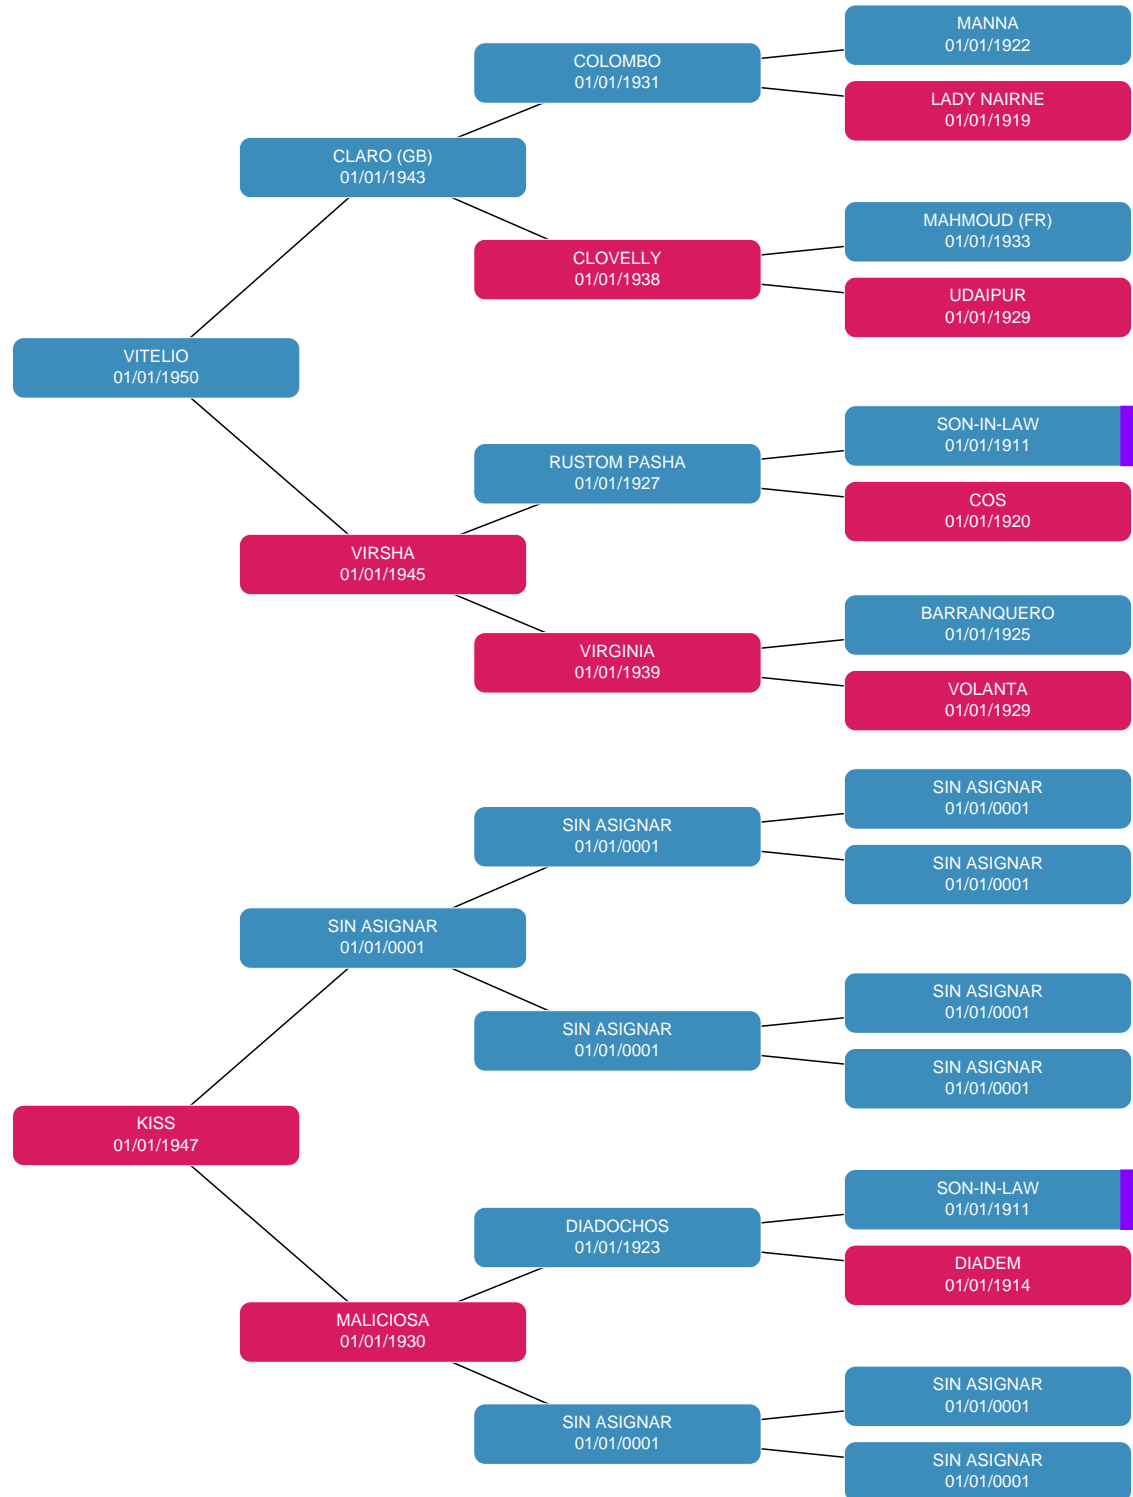 MANNA
01/01/1922
COLOMBO
01/01/1931
LADY NAIRNE
01/01/1919
CLARO (GB)
01/01/1943
MAHMOUD (FR)
01/01/1933
CLOVELLY
01/01/1938
UDAIPUR
01/01/1929
VITELIO
01/01/1950
SON-IN-LAW
01/01/1911
RUSTOM PASHA
01/01/1927
COS
01/01/1920
VIRSHA
01/01/1945
BARRANQUERO
01/01/1925
VIRGINIA
01/01/1939
VOLANTA
01/01/1929
SIN ASIGNAR
01/01/0001
SIN ASIGNAR
01/01/0001
SIN ASIGNAR
01/01/0001
SIN ASIGNAR
01/01/0001
SIN ASIGNAR
01/01/0001
SIN ASIGNAR
01/01/0001
SIN ASIGNAR
01/01/0001
KISS
01/01/1947
SON-IN-LAW
01/01/1911
DIADOCHOS
01/01/1923
DIADEM
01/01/1914
MALICIOSA
01/01/1930
SIN ASIGNAR
01/01/0001
SIN ASIGNAR
01/01/0001
SIN ASIGNAR
01/01/0001